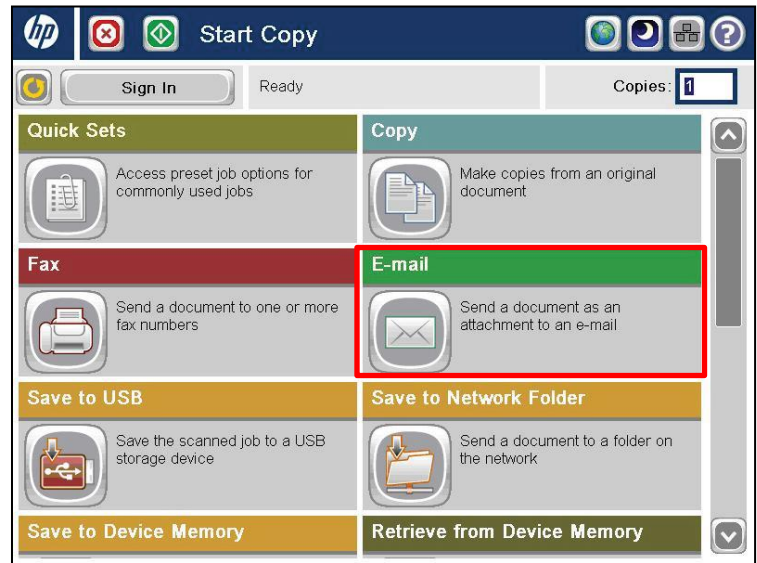 hp
Start Copy
?
Sign In
Ready
Copies: 1
Quick Sets
Access preset job options for
commonly used jobs
Copy
Make copies from an original
document
Fax
Send a document to one or more
fax numbers
E-mail
Send a document as an
attachment to an e-mail
Save to USB
Save the scanned job to a USB
storage device
Save to Network Folder
Send a document to a folder on
the network
Save to Device Memory
Retrieve from Device Memory